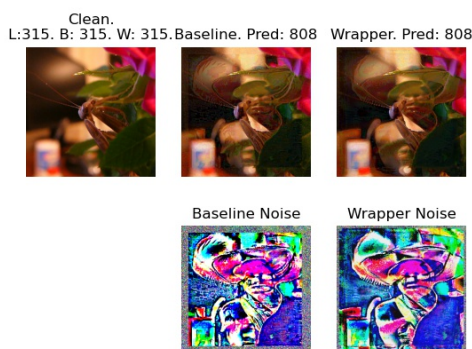 Clean.
L:315. B: 315. W: 315. Baseline. Pred: 808 Wrapper. Pred: 808
Baseline Noise Wrapper Noise